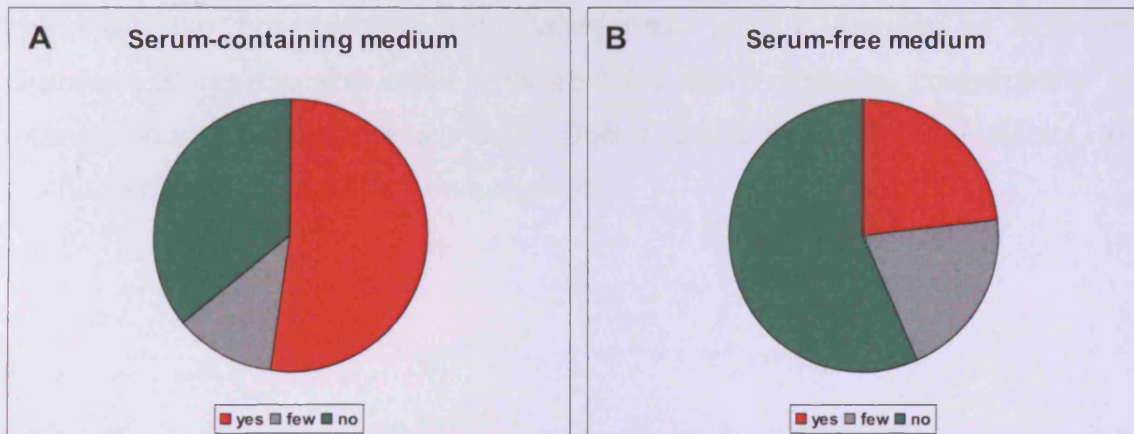 A Serum-containing medium
yes few no
B Serum-free medium
yes few no